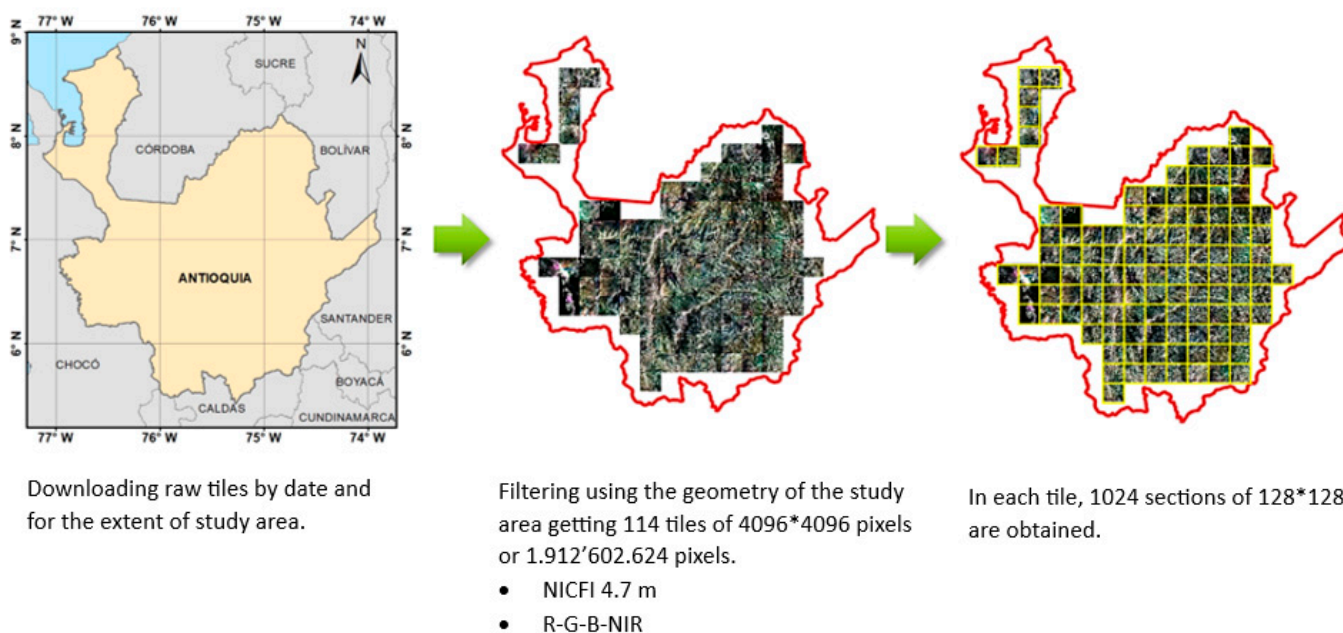 77° W 76° W 75° W 74° W
9° N
8° N
7° N
6° N
N
SUCRE
CÓRDOBA
BOLÍVAR
ANTIOQUIA
SANTANDER
CHOCÓ
BOYACÁ
CALDAS
CUNDINAMARCA
8° N
7° N
6° N
77° W 76° W 75° W 74° W
Downloading raw tiles by date and
for the extent of study area.
Filtering using the geometry of the study
area getting 114 tiles of 4096*4096 pixels
or 1.912’602.624 pixels.
• NICFI 4.7 m
• R-G-B-NIR
In each tile, 1024 sections of 128*128
are obtained.